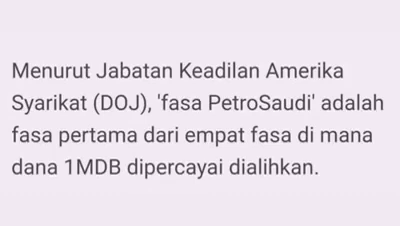 Menurut Jabatan Keadilan Amerika
Syarikat (DOJ), 'fasa PetroSaudi' adalah
fasa pertama dari empat fasa di mana
dana 1MDB dipercayai dialihkan.